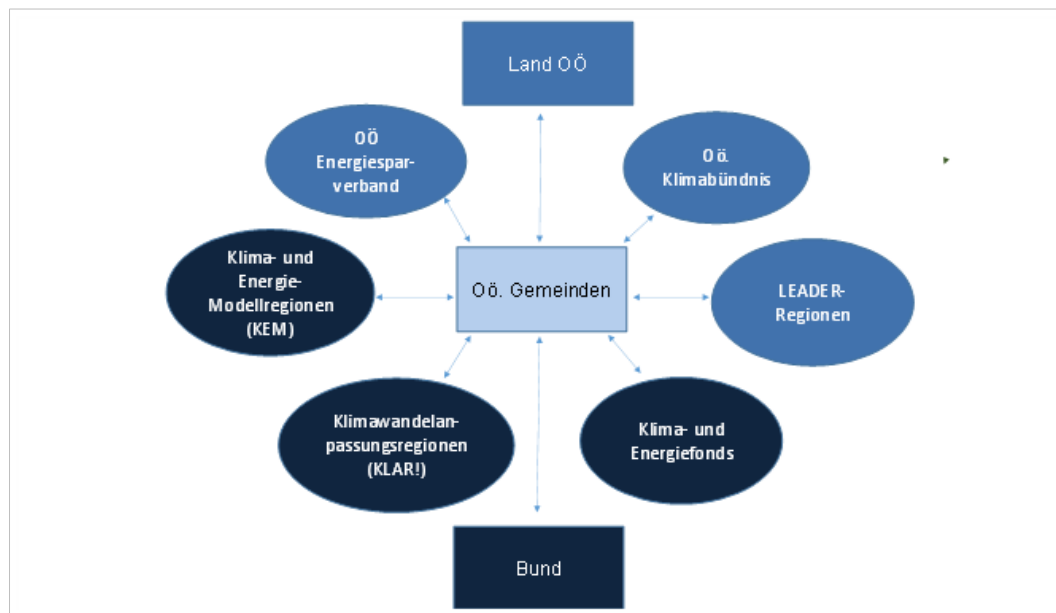 Land OÖ
OÖ
Energiespar-
verband
Oö.
Klimabündnis
Klima- und
Energie-
Modellregionen
(KEM)
Oö. Gemeinden
LEADER-
Regionen
Klimawandelan-
passungsregionen
(KLAR!)
Klima- und
Energiefonds
Bund